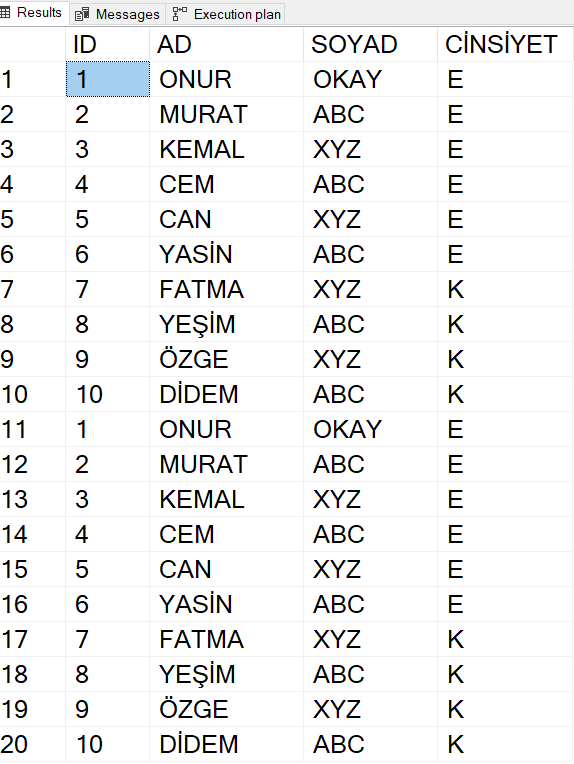 Results Messages Execution plan
ID AD SOYAD CİNSİYET
1 1 ONUR OKAY E
2 2 MURAT ABC E
3 3 KEMAL XYZ E
4 4 CEM ABC E
5 5 CAN XYZ E
6 6 YASİN ABC E
7 7 FATMA XYZ K
8 8 YEŞİM ABC K
9 9 ÖZGE XYZ K
10 10 DİDEM ABC K
11 1 ONUR OKAY E
12 2 MURAT ABC E
13 3 KEMAL XYZ E
14 4 CEM ABC E
15 5 CAN XYZ E
16 6 YASİN ABC E
17 7 FATMA XYZ K
18 8 YEŞİM ABC K
19 9 ÖZGE XYZ K
20 10 DİDEM ABC K